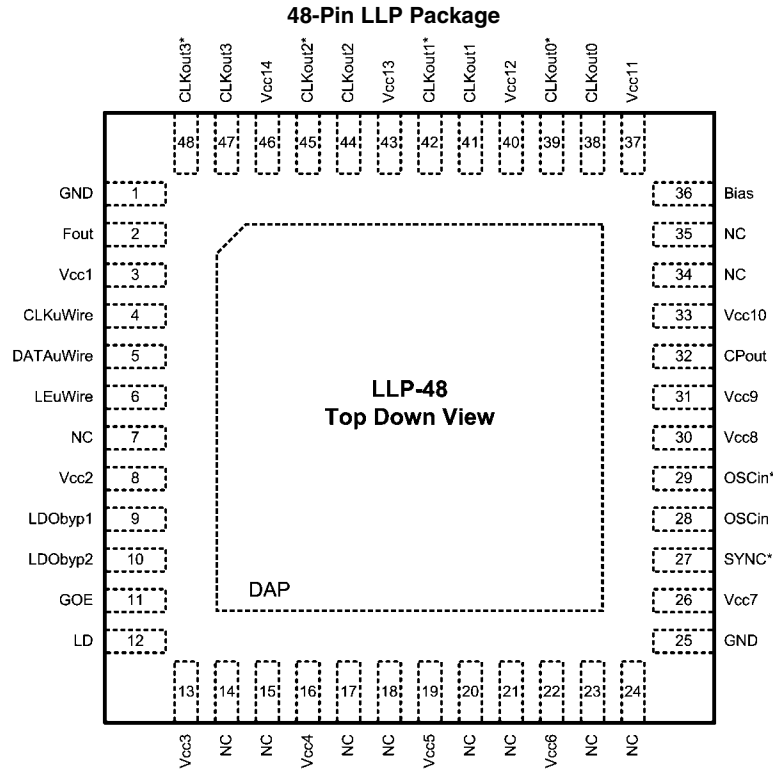 48-Pin LLP Package
CLKout3*
CLKout3
Vcc14
CLKout2*
CLKout2
Vcc13
CLKout1*
CLKout1
Vcc12
CLKout0*
CLKout0
Vcc11
48
47
46
45
44
43
42
41
40
39
38
37
GND 1
Fout 2
Vcc1 3
CLKuWire 4
DATAuWire 5
LEuWire 6
NC 7
Vcc2 8
LDObyp1 9
LDObyp2 10
GOE 11
LD 12
36 Bias
35 NC
34 NC
33 Vcc10
32 CPout
31 Vcc9
30 Vcc8
29 OSCin*
28 OSCin
27 SYNC*
26 Vcc7
25 GND
LLP-48
Top Down View
DAP
13
14
15
16
17
18
19
20
21
22
23
24
Vcc3
NC
NC
Vcc4
NC
NC
Vcc5
NC
NC
Vcc6
NC
NC